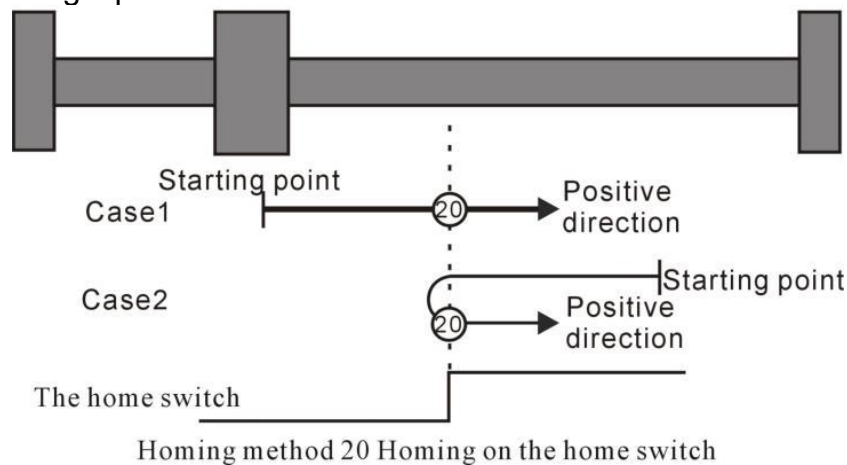 Starting point
Case1
20
Positive
direction
Starting point
Case2
20
Positive
direction
The home switch
Homing method 20 Homing on the home switch